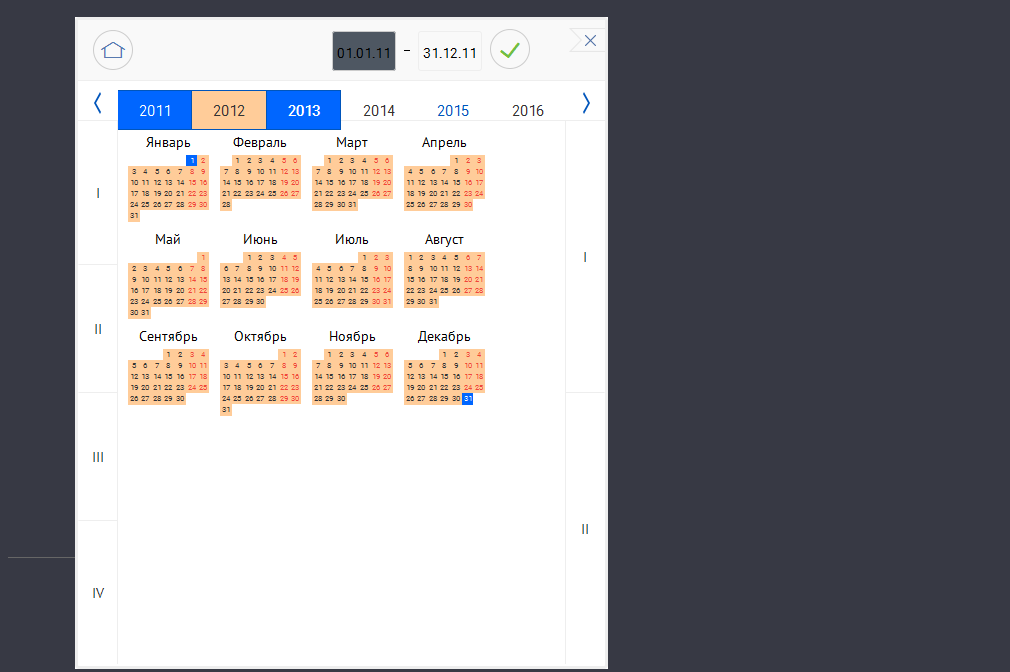 01.01.11 – 31.12.11
2011 2012 2013 2014 2015 2016
I
II
III
IV
Январь
1 2
3 4 5 6 7 8 9
10 11 12 13 14 15 16
17 18 19 20 21 22 23
24 25 26 27 28 29 30
31
Февраль
1 2 3 4 5 6
7 8 9 10 11 12 13
14 15 16 17 18 19 20
21 22 23 24 25 26 27
28
Март
1 2 3 4 5 6
7 8 9 10 11 12 13
14 15 16 17 18 19 20
21 22 23 24 25 26 27
28 29 30 31
Апрель
1 2 3
4 5 6 7 8 9 10
11 12 13 14 15 16 17
18 19 20 21 22 23 24
25 26 27 28 29 30
Май
1
2 3 4 5 6 7 8
9 10 11 12 13 14 15
16 17 18 19 20 21 22
23 24 25 26 27 28 29
30 31
Июнь
1 2 3 4 5
6 7 8 9 10 11 12
13 14 15 16 17 18 19
20 21 22 23 24 25 26
27 28 29 30
Июль
1 2 3
4 5 6 7 8 9 10
11 12 13 14 15 16 17
18 19 20 21 22 23 24
25 26 27 28 29 30 31
Август
1 2 3 4 5 6 7
8 9 10 11 12 13 14
15 16 17 18 19 20 21
22 23 24 25 26 27 28
29 30 31
Сентябрь
1 2 3 4
5 6 7 8 9 10 11
12 13 14 15 16 17 18
19 20 21 22 23 24 25
26 27 28 29 30
Октябрь
1 2
3 4 5 6 7 8 9
10 11 12 13 14 15 16
17 18 19 20 21 22 23
24 25 26 27 28 29 30
31
Ноябрь
1 2 3 4 5 6
7 8 9 10 11 12 13
14 15 16 17 18 19 20
21 22 23 24 25 26 27
28 29 30
Декабрь
1 2 3 4
5 6 7 8 9 10 11
12 13 14 15 16 17 18
19 20 21 22 23 24 25
26 27 28 29 30 31
I
II